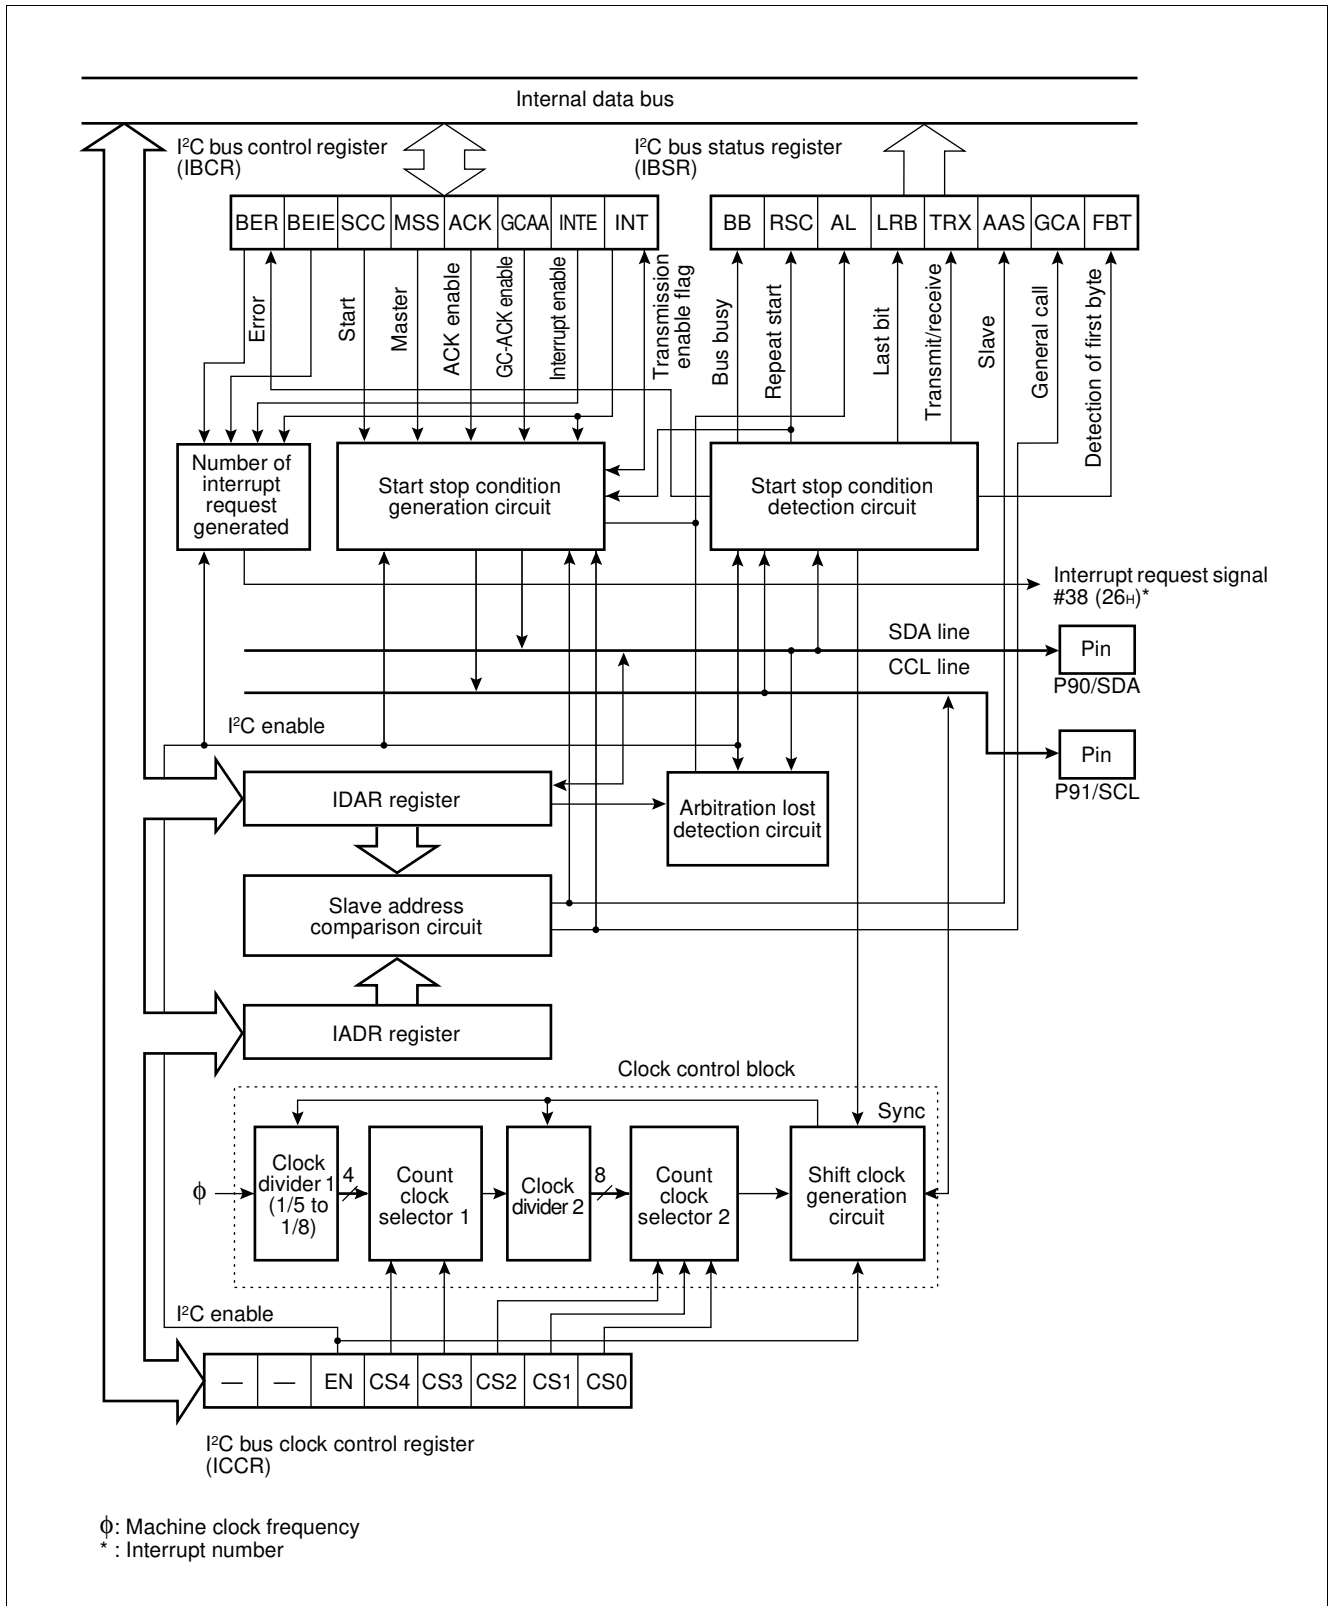 Internal data bus
I²C bus control register
(IBCR)
I²C bus status register
(IBSR)
BER BEIE SCC MSS ACK GCAA INTE INT
BB RSC AL LRB TRX AAS GCA FBT
Error
Start
Master
ACK enable
GC-ACK enable
Interrupt enable
Transmission
enable flag
Bus busy
Repeat start
Last bit
Transmit/receive
Slave
General call
Detection of first byte
Number of
interrupt
request
generated
Start stop condition
generation circuit
Start stop condition
detection circuit
Interrupt request signal
#38 (26H)*
SDA line
Pin
P90/SDA
CCL line
I²C enable
Pin
P91/SCL
IDAR register
Arbitration lost
detection circuit
Slave address
comparison circuit
IADR register
Clock control block
Sync
ϕ
Clock
divider 1
(1/5 to
1/8)
4
Count
clock
selector 1
Clock
divider 2
8
Count
clock
selector 2
Shift clock
generation
circuit
I²C enable
— — EN CS4 CS3 CS2 CS1 CS0
I²C bus clock control register
(ICCR)
ϕ: Machine clock frequency
* : Interrupt number